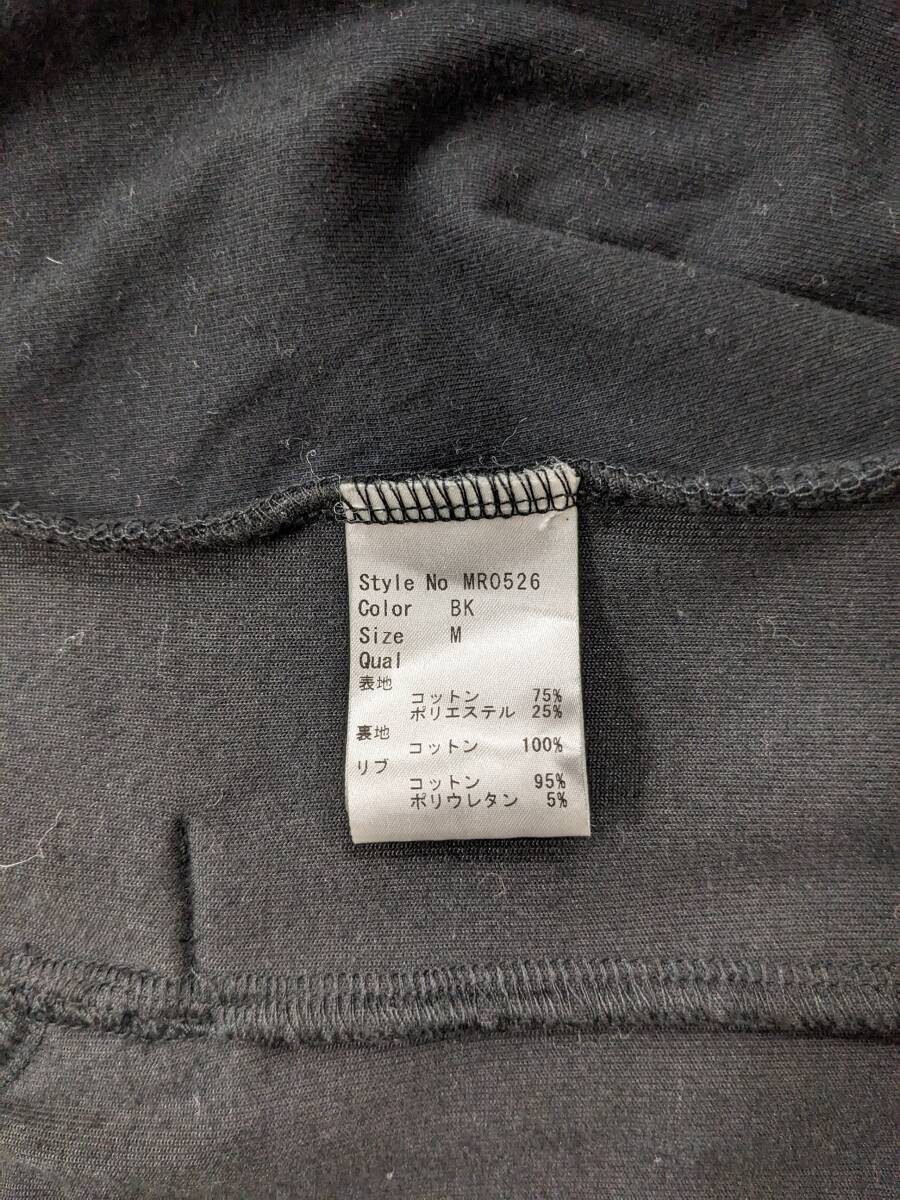 Style No MR0526
Color BK
Size M
Qual
表地
コットン 75%
ポリエステル 25%
裏地
コットン 100%
リブ
コットン 95%
ポリウレタン 5%